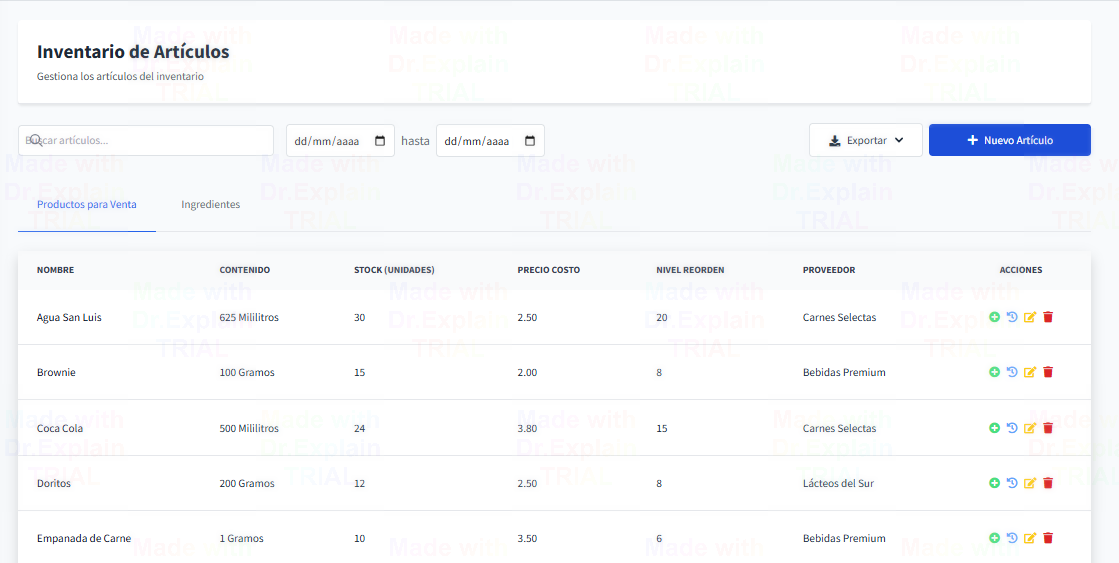 Inventario de Artículos
Gestiona los artículos del inventario
Buscar artículos...
dd/mm/aaaa hasta dd/mm/aaaa
Exportar
Nuevo Artículo
Productos para Venta Ingredientes
NOMBRE CONTENIDO STOCK (UNIDADES) PRECIO COSTO NIVEL REORDEN PROVEEDOR ACCIONES
Agua San Luis 625 Mililitros 30 2.50 20 Carnes Selectas
Brownie 100 Gramos 15 2.00 8 Bebidas Premium
Coca Cola 500 Mililitros 24 3.80 15 Carnes Selectas
Doritos 200 Gramos 12 2.50 8 Lácteos del Sur
Empanada de Carne 1 Gramos 10 3.50 6 Bebidas Premium
Made with
Dr.Explain
TRIAL